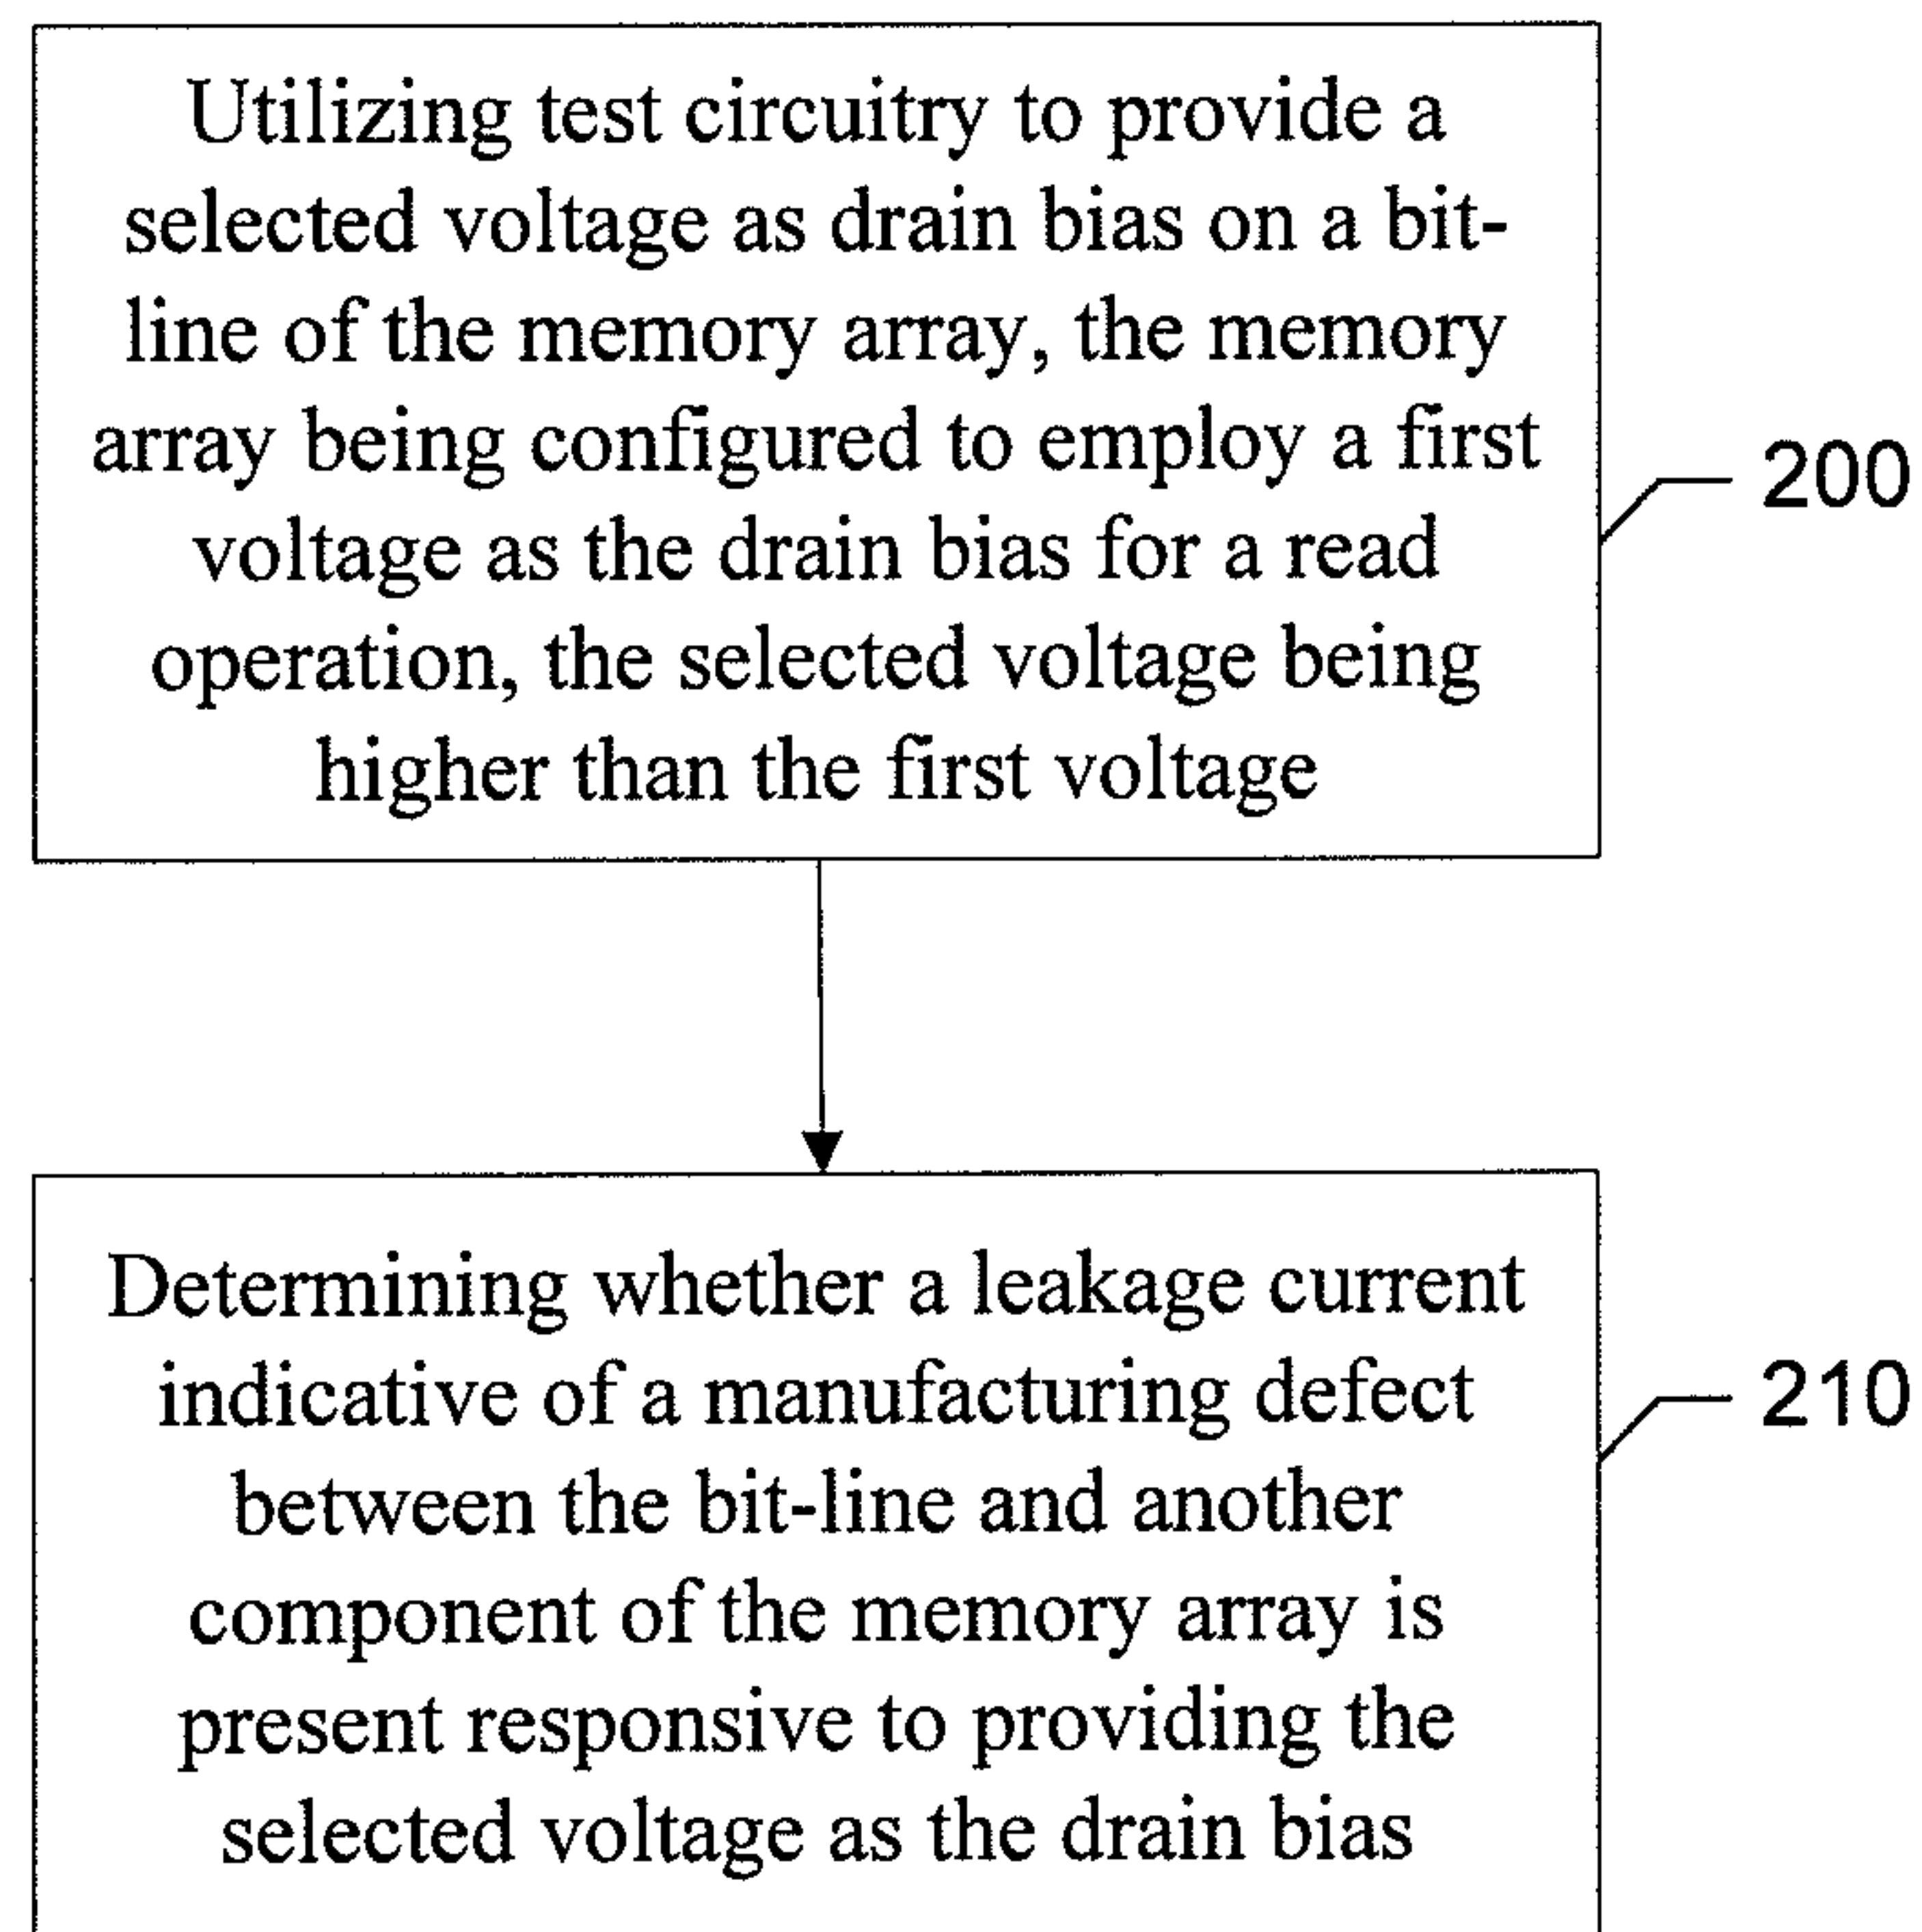 Utilizing test circuitry to provide a
selected voltage as drain bias on a bit-
line of the memory array, the memory
array being configured to employ a first
voltage as the drain bias for a read
operation, the selected voltage being
higher than the first voltage
200
Determining whether a leakage current
indicative of a manufacturing defect
between the bit-line and another
component of the memory array is
present responsive to providing the
selected voltage as the drain bias
210